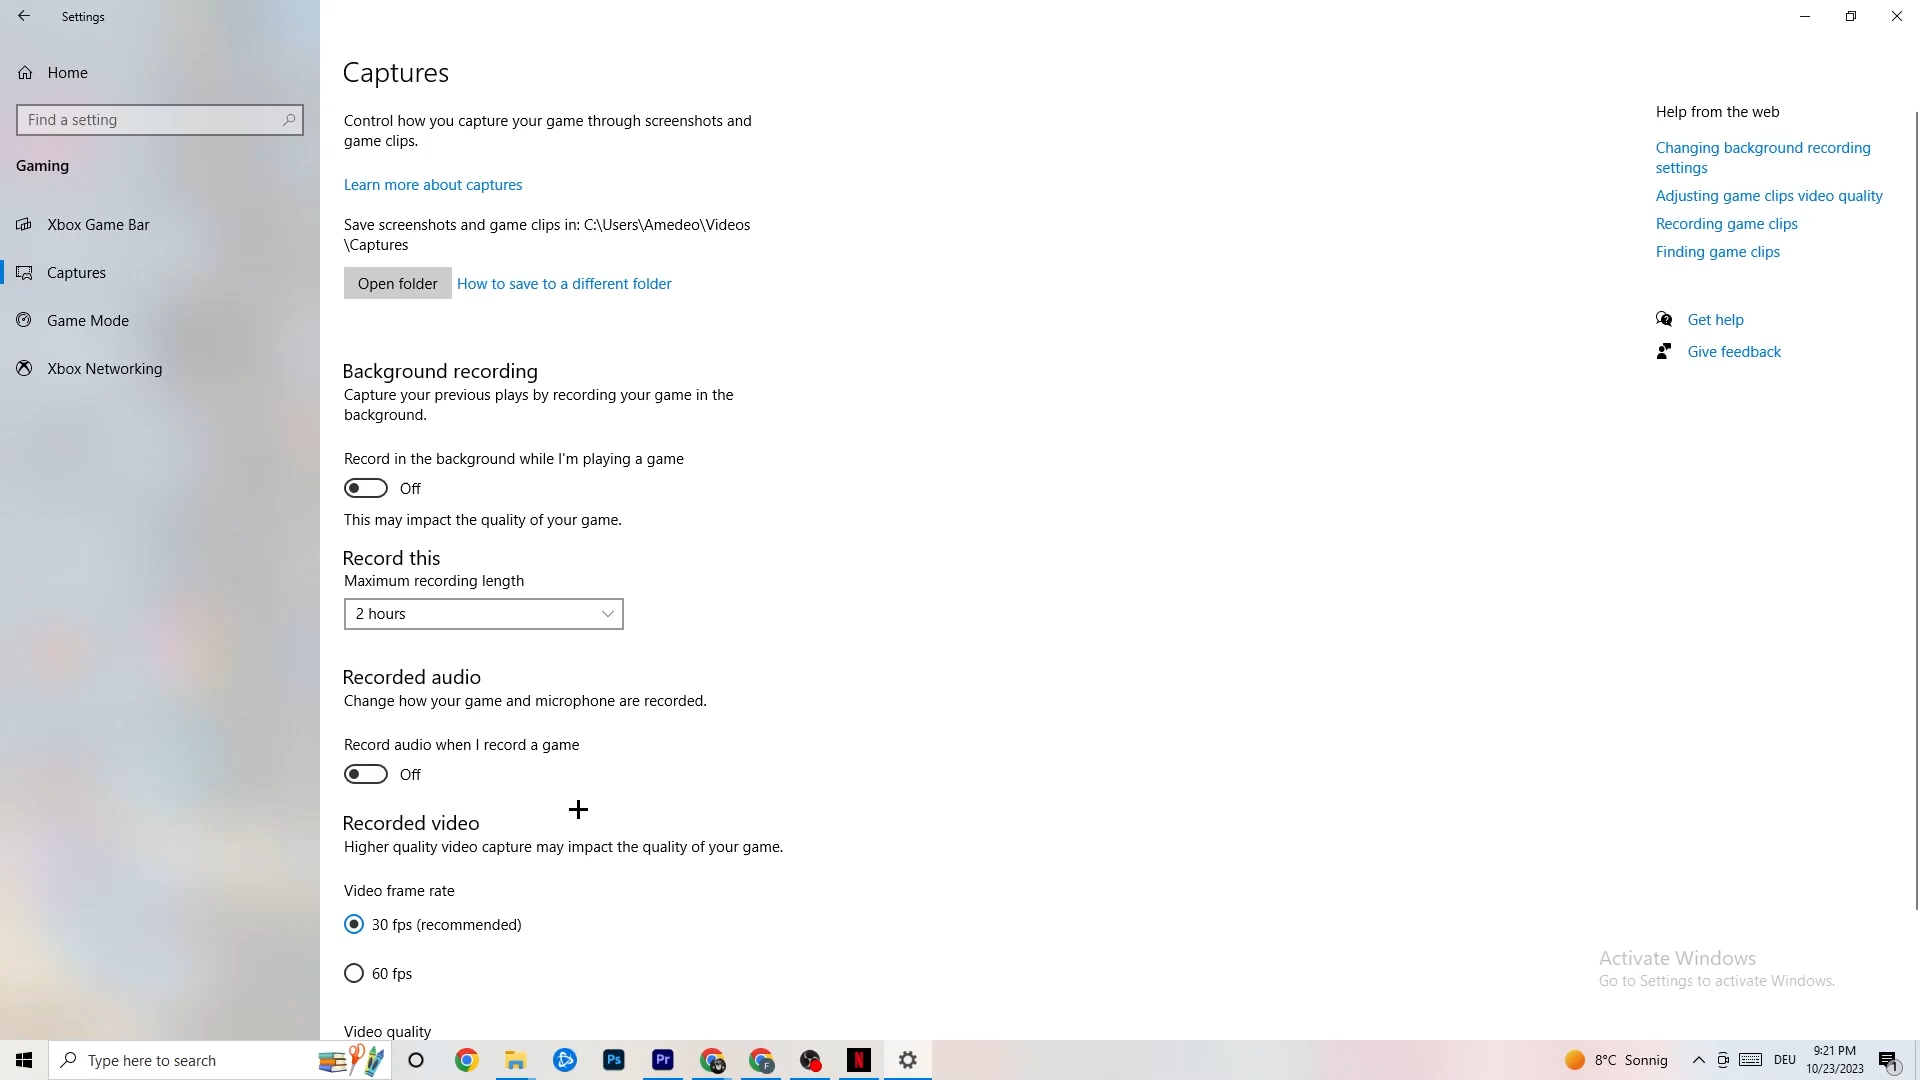 Settings
Home
Find a setting
Gaming
Xbox Game Bar
Captures
Game Mode
Xbox Networking
Captures
Control how you capture your game through screenshots and
game clips.
Learn more about captures
Save screenshots and game clips in: C:\Users\Amedeo\Videos
\Captures
Open folder
How to save to a different folder
Background recording
Capture your previous plays by recording your game in the
background.
Record in the background while I'm playing a game
Off
This may impact the quality of your game.
Record this
Maximum recording length
2 hours
Recorded audio
Change how your game and microphone are recorded.
Record audio when I record a game
Off
Recorded video
Higher quality video capture may impact the quality of your game.
Video frame rate
30 fps (recommended)
60 fps
Video quality
Help from the web
Changing background recording
settings
Adjusting game clips video quality
Recording game clips
Finding game clips
Get help
Give feedback
Activate Windows
Go to Settings to activate Windows.
Type here to search
Ps
Pr
F
N
8°C Sonnig
DEU
9:21 PM
10/23/2023
1